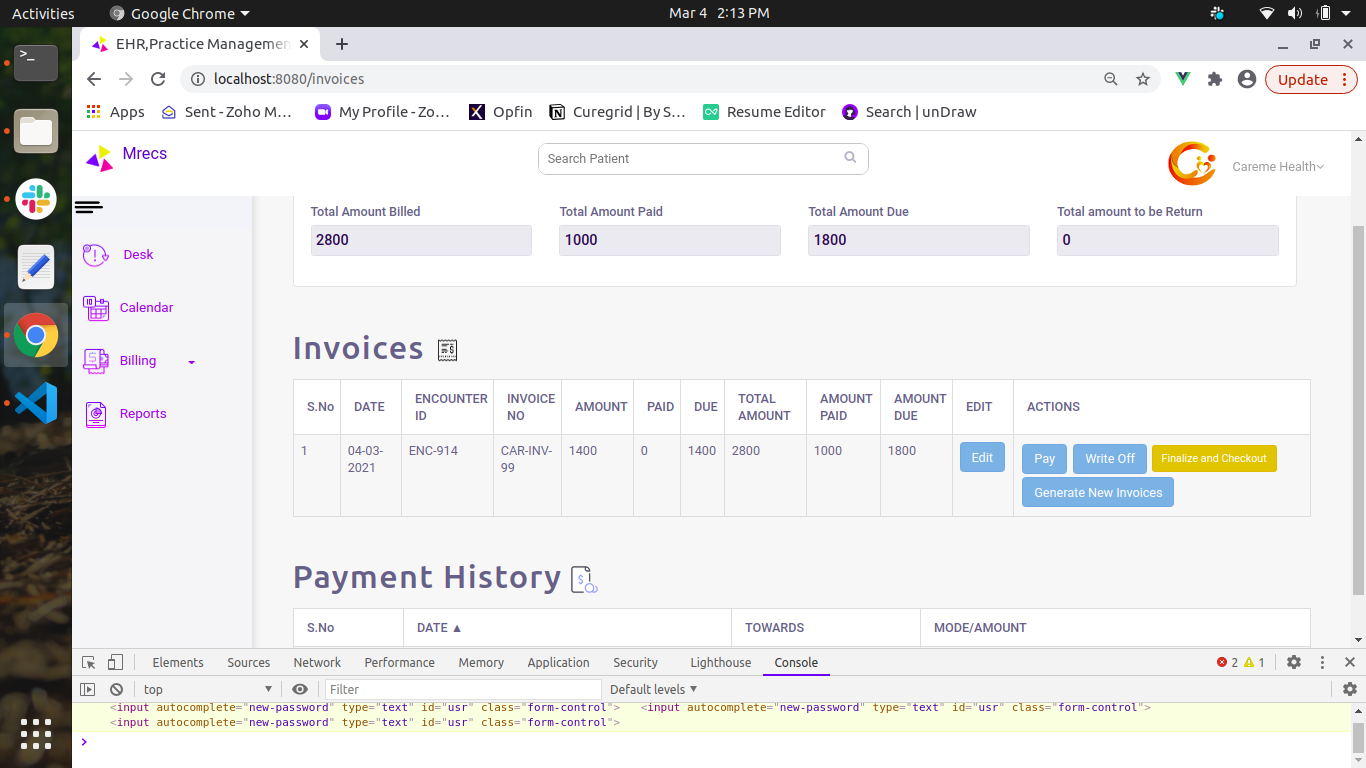 Activities Google Chrome Mar 4 2:13 PM
EHR,Practice Managemen
localhost:8080/invoices Update
Apps Sent - Zoho M... My Profile - Zo... Opfin Curegrid | By S... Resume Editor Search | unDraw
Mrecs Search Patient Careme Health
Total Amount Billed Total Amount Paid Total Amount Due Total amount to be Return
2800 1000 1800 0
Desk
Calendar
Billing
Reports
Invoices
S.No DATE ENCOUNTER ID INVOICE NO AMOUNT PAID DUE TOTAL AMOUNT AMOUNT PAID AMOUNT DUE EDIT ACTIONS
1 04-03-2021 ENC-914 CAR-INV-99 1400 0 1400 2800 1000 1800 Edit Pay Write Off Finalize and Checkout
Generate New Invoices
Payment History
S.No DATE ▲ TOWARDS MODE/AMOUNT
Elements Sources Network Performance Memory Application Security Lighthouse Console 2 1
top Filter Default levels
<input autocomplete="new-password" type="text" id="usr" class="form-control"> <input autocomplete="new-password" type="text" id="usr" class="form-control">
<input autocomplete="new-password" type="text" id="usr" class="form-control">